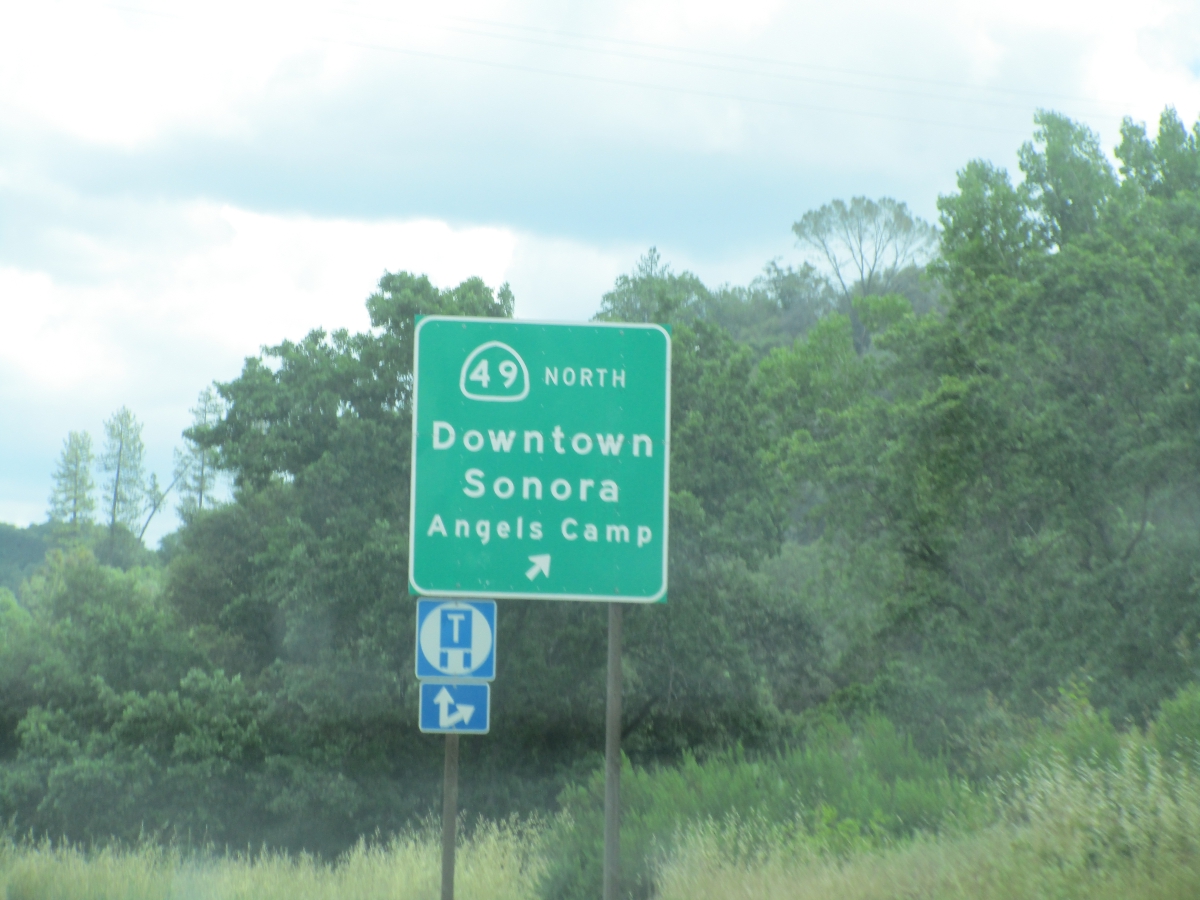 49 NORTH
Downtown
Sonora
Angels Camp
T